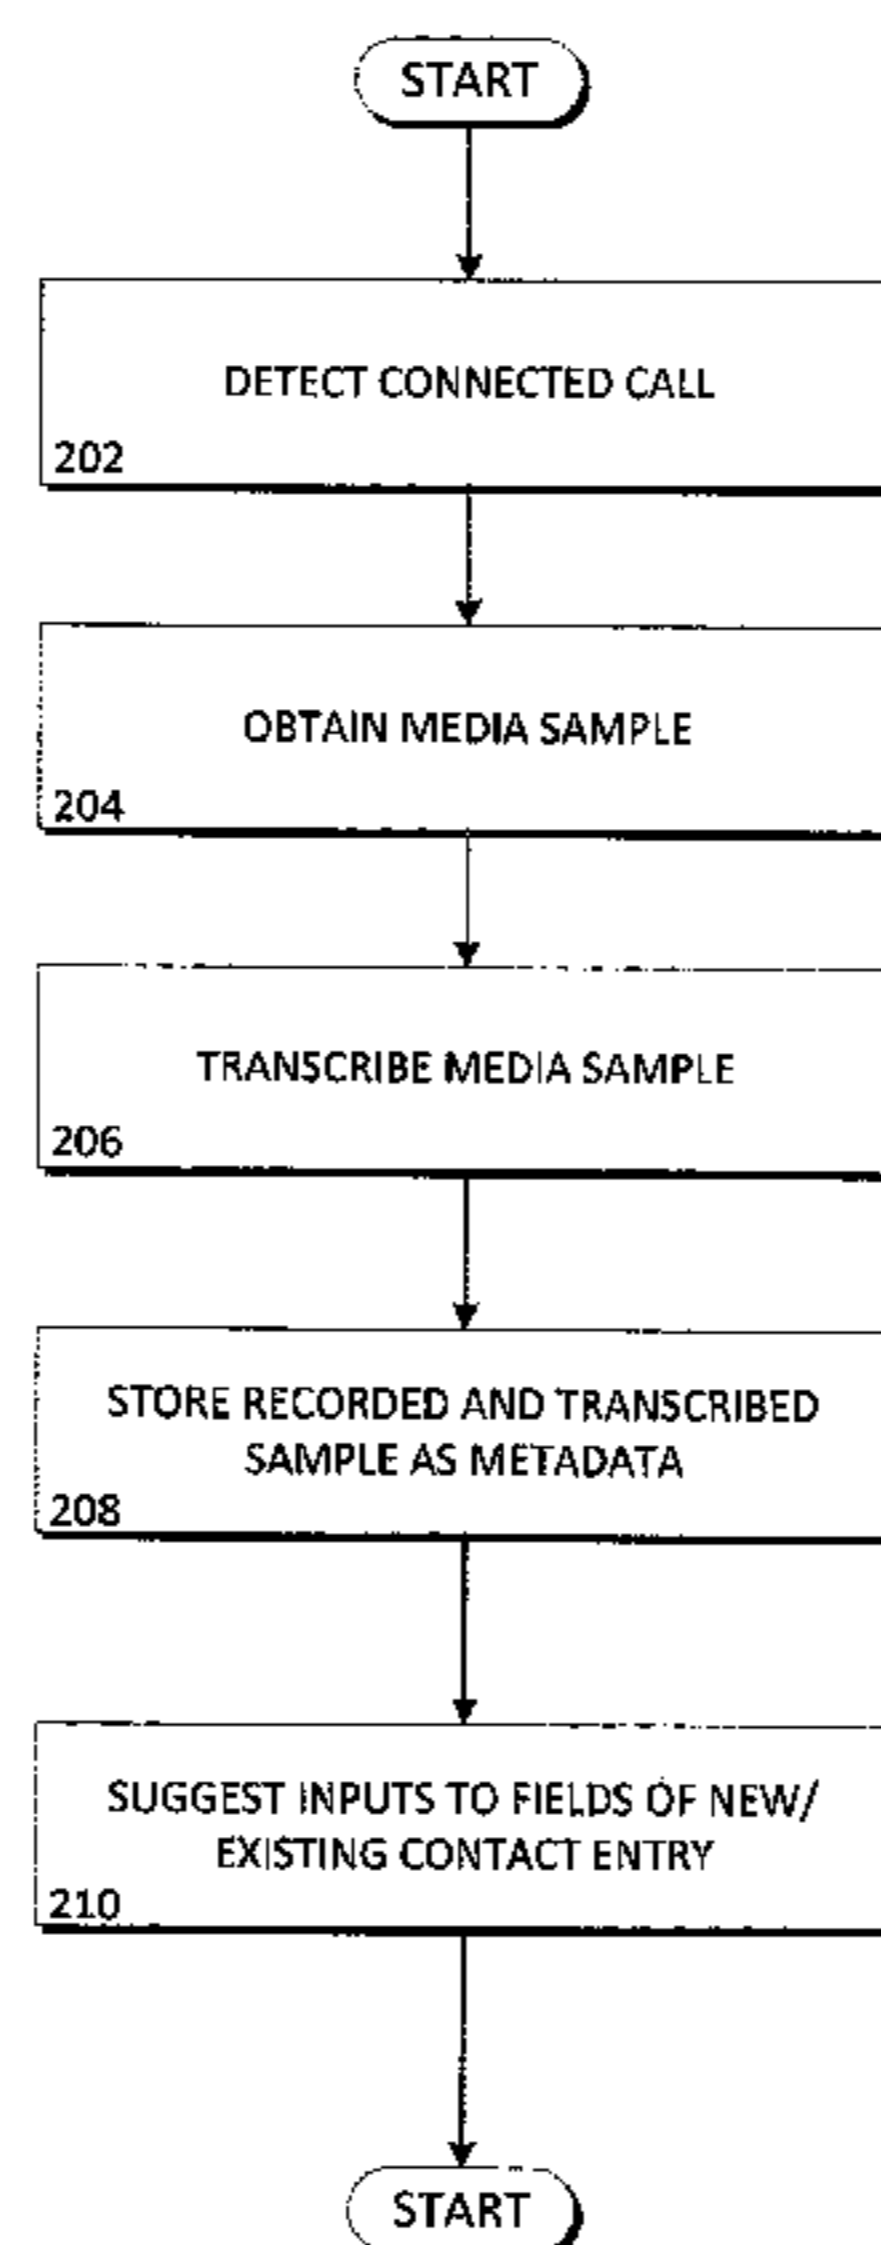 START
DETECT CONNECTED CALL
202
OBTAIN MEDIA SAMPLE
204
TRANSCRIBE MEDIA SAMPLE
206
STORE RECORDED AND TRANSCRIBED
SAMPLE AS METADATA
208
SUGGEST INPUTS TO FIELDS OF NEW/
EXISTING CONTACT ENTRY
210
START